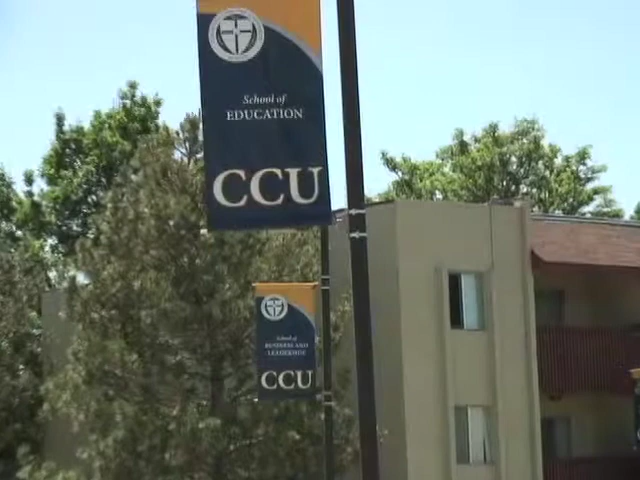 School of
EDUCATION
CCU
School of
BUSINESS AND
LEADERSHIP
CCU